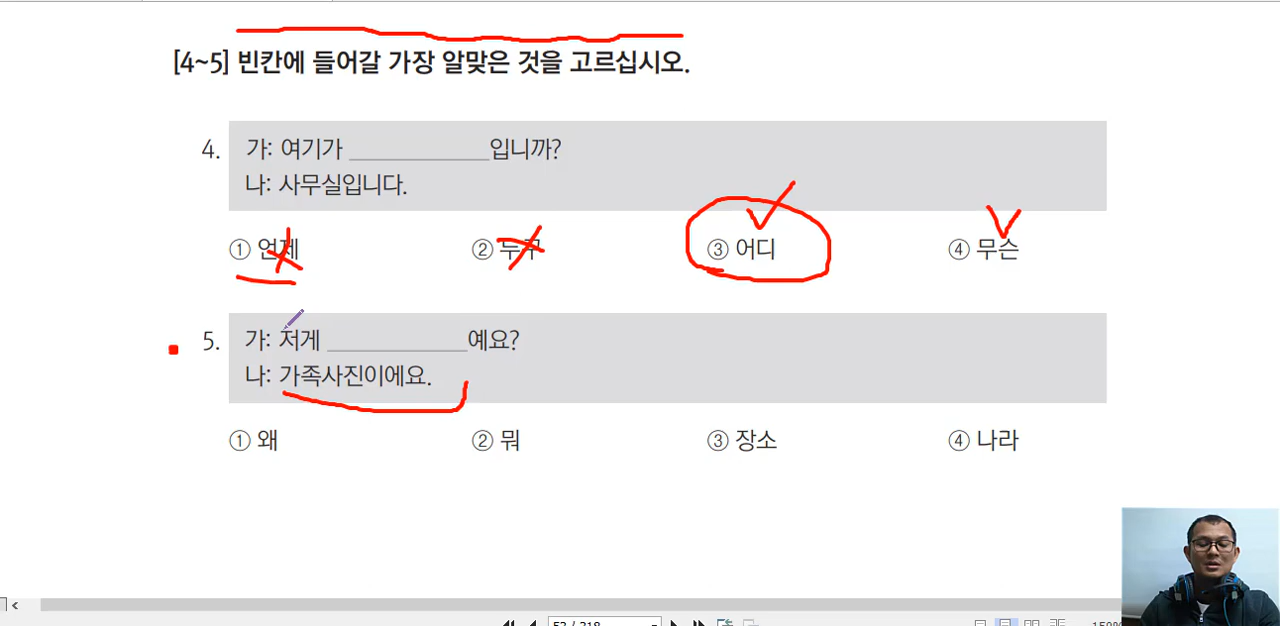 [4~5] 빈칸에 들어갈 가장 알맞은 것을 고르십시오.
4. 가: 여기가 ____________입니까?
나: 사무실입니다.
① 언제 ② 누구 ③ 어디 ④ 무슨
5. 가: 저게 ____________예요?
나: 가족사진이에요.
① 왜 ② 뭐 ③ 장소 ④ 나라